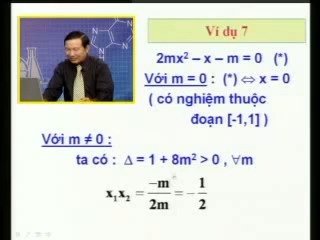 Ví dụ 7
2mx² – x – m = 0 (*)
Với m = 0 : (*) ⇔ x = 0
( có nghiệm thuộc
đoạn [-1,1] )
Với m ≠ 0 :
ta có : Δ = 1 + 8m² > 0 , ∀m
x₁x₂ = −m/2m = − 1/2